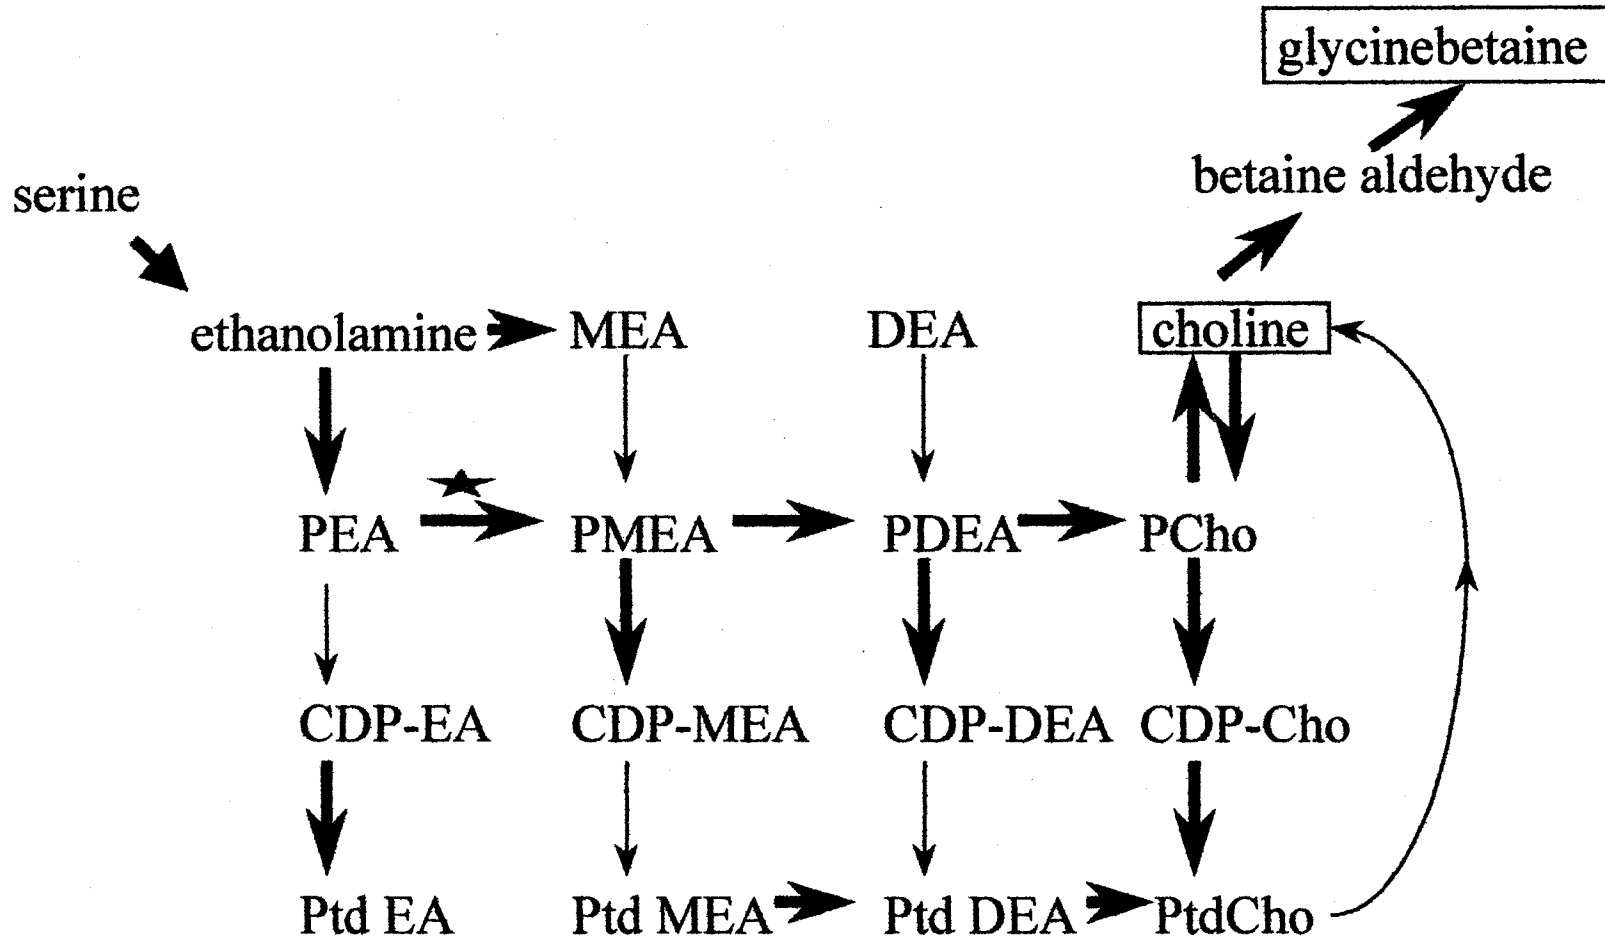 glycinebetaine
betaine aldehyde
serine
ethanolamine MEA DEA choline
PEA PMEA PDEA PCho
CDP-EA CDP-MEA CDP-DEA CDP-Cho
Ptd EA Ptd MEA Ptd DEA PtdCho